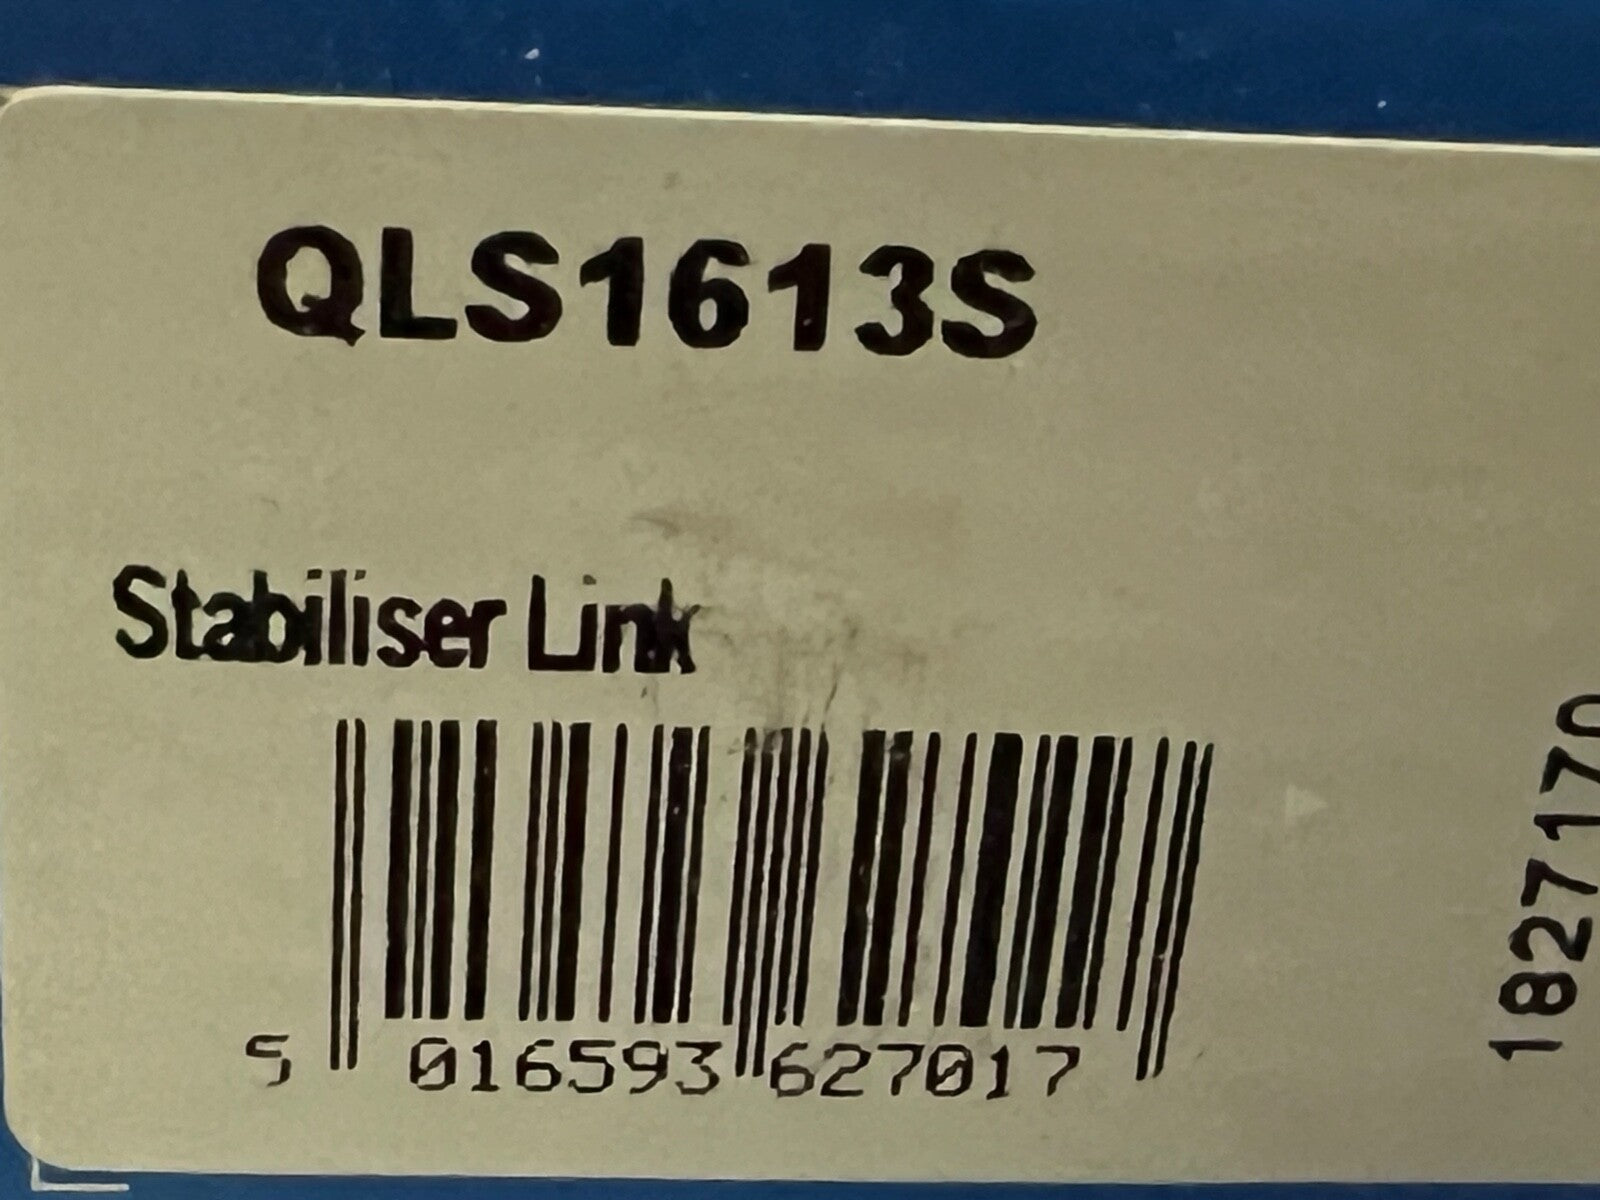 QLS1613S
Stabiliser Link
5 016593 627017
1827170